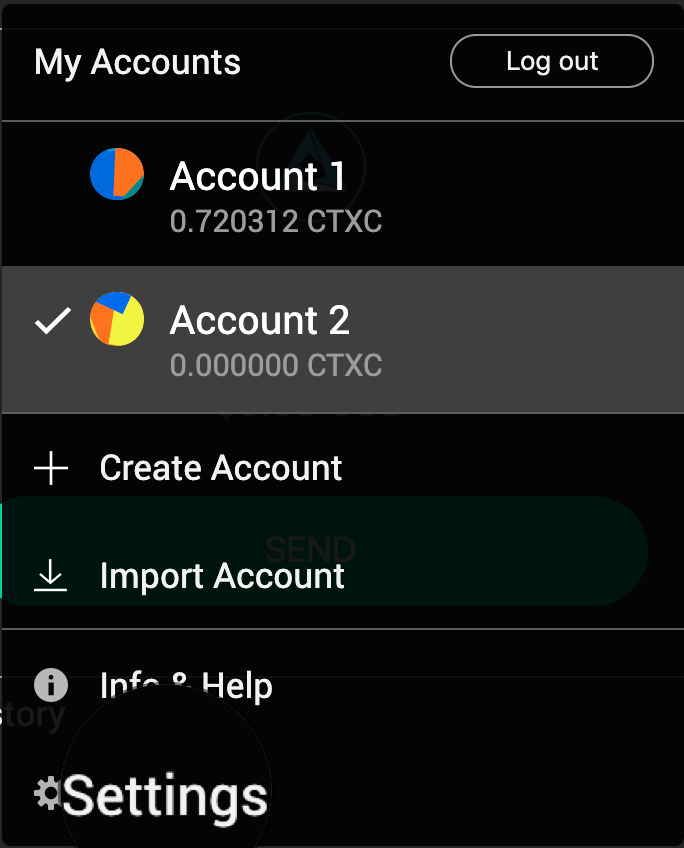 My Accounts
Log out
Account 1
0.720312 CTXC
Account 2
0.000000 CTXC
Create Account
SEND
Import Account
Info & Help
story
Settings